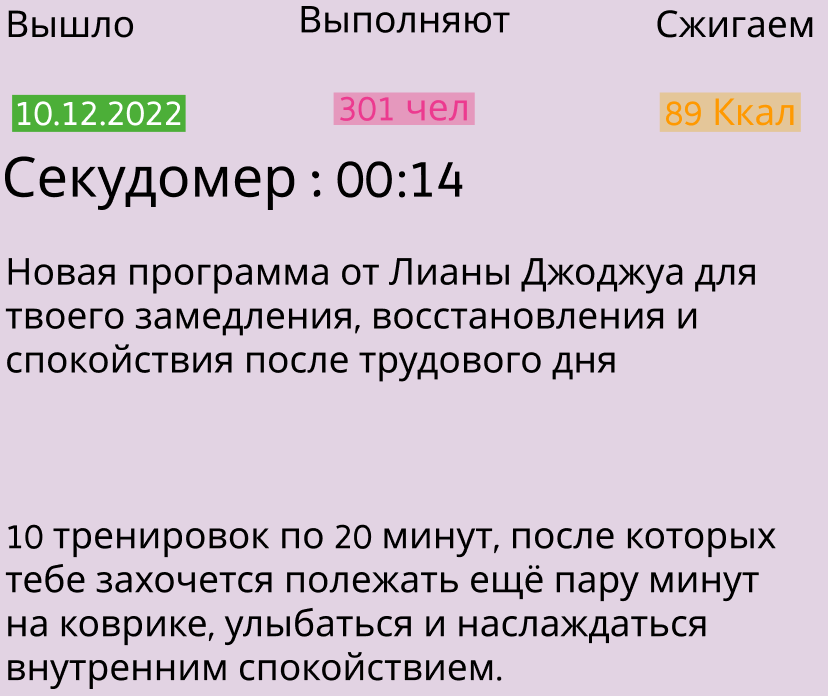 Вышло
Выполняют
Сжигаем
10.12.2022
301 чел
89 Ккал
Секудомер : 00:14
Новая программа от Лианы Джоджуа для
твоего замедления, восстановления и
спокойствия после трудового дня
10 тренировок по 20 минут, после которых
тебе захочется полежать ещё пару минут
на коврике, улыбаться и наслаждаться
внутренним спокойствием.